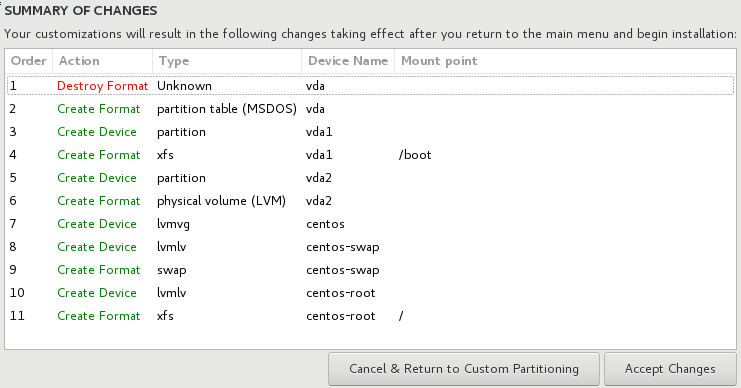 SUMMARY OF CHANGES
Your customizations will result in the following changes taking effect after you return to the main menu and begin installation:
Order Action Type Device Name Mount point
1 Destroy Format Unknown vda
2 Create Format partition table (MSDOS) vda
3 Create Device partition vda1
4 Create Format xfs vda1 /boot
5 Create Device partition vda2
6 Create Format physical volume (LVM) vda2
7 Create Device lvmvg centos
8 Create Device lvmlv centos-swap
9 Create Format swap centos-swap
10 Create Device lvmlv centos-root
11 Create Format xfs centos-root /
Cancel & Return to Custom Partitioning Accept Changes